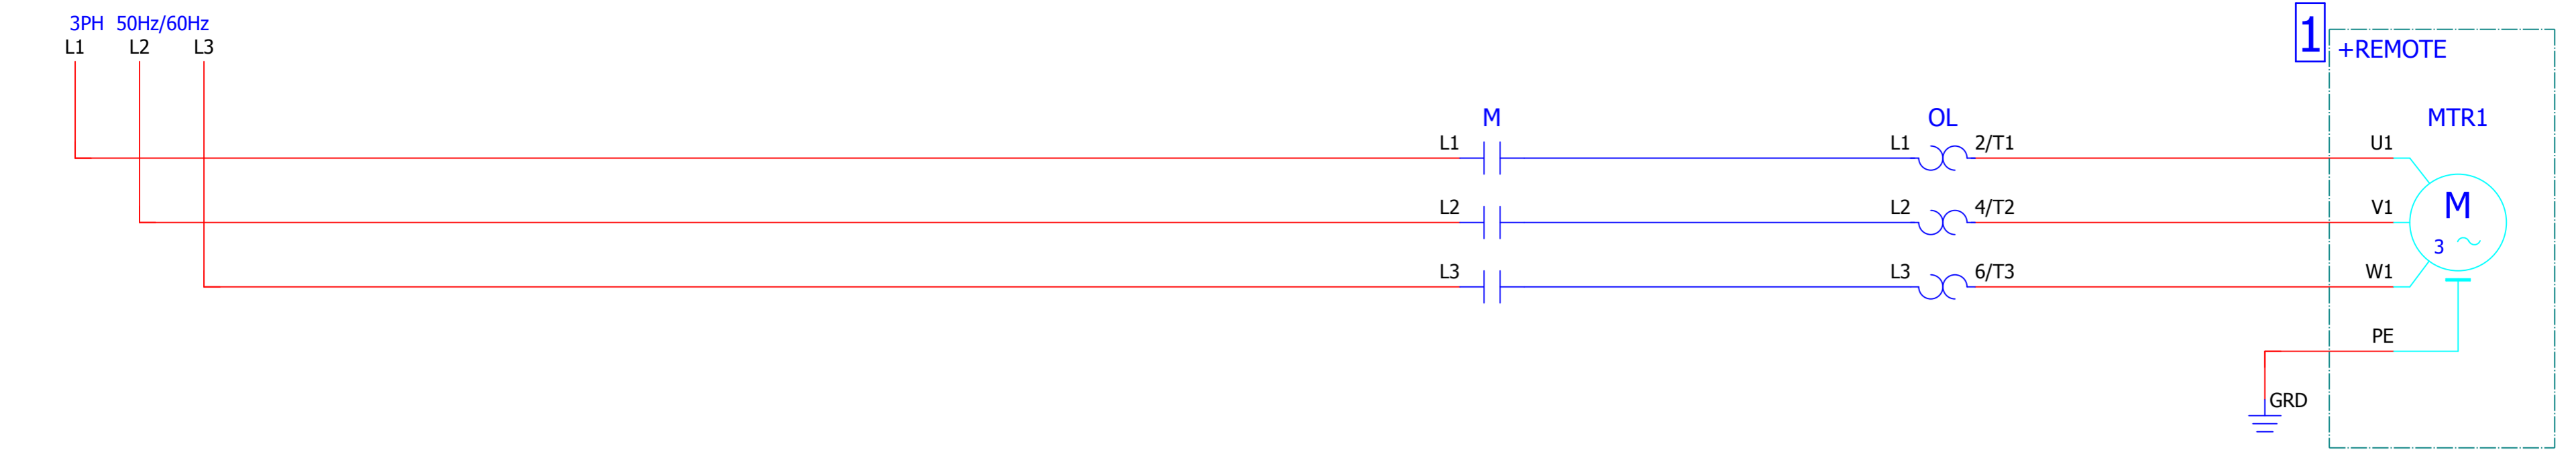 3PH 50Hz/60Hz
L1 L2 L3
1
+REMOTE
M OL MTR1
L1 L1 2/T1 U1
L2 L2 4/T2 V1
M
3
L3 L3 6/T3 W1
PE
GRD